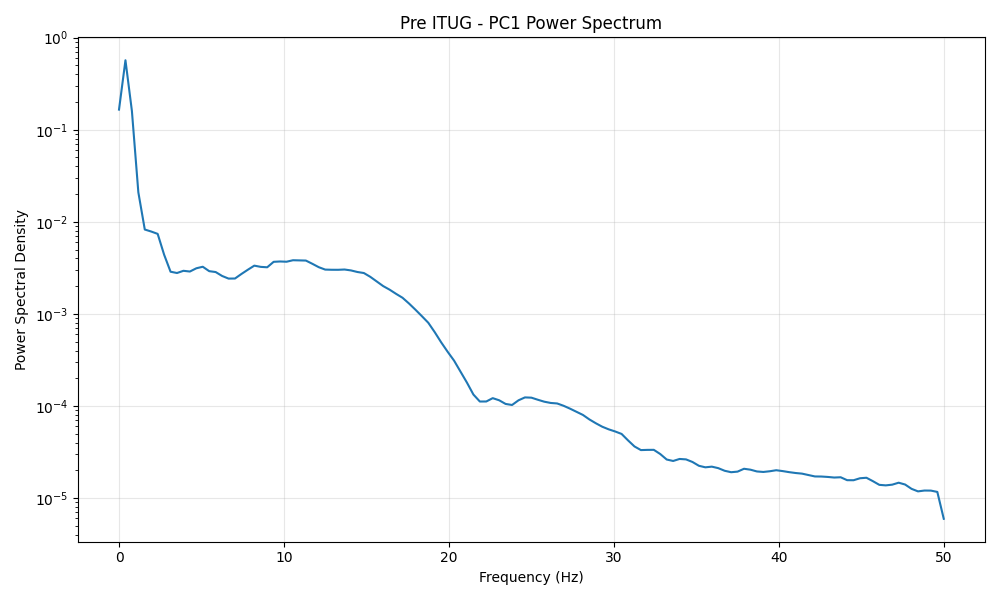 Pre ITUG - PC1 Power Spectrum
Power Spectral Density
10⁰
10⁻¹
10⁻²
10⁻³
10⁻⁴
10⁻⁵
0 10 20 30 40 50
Frequency (Hz)